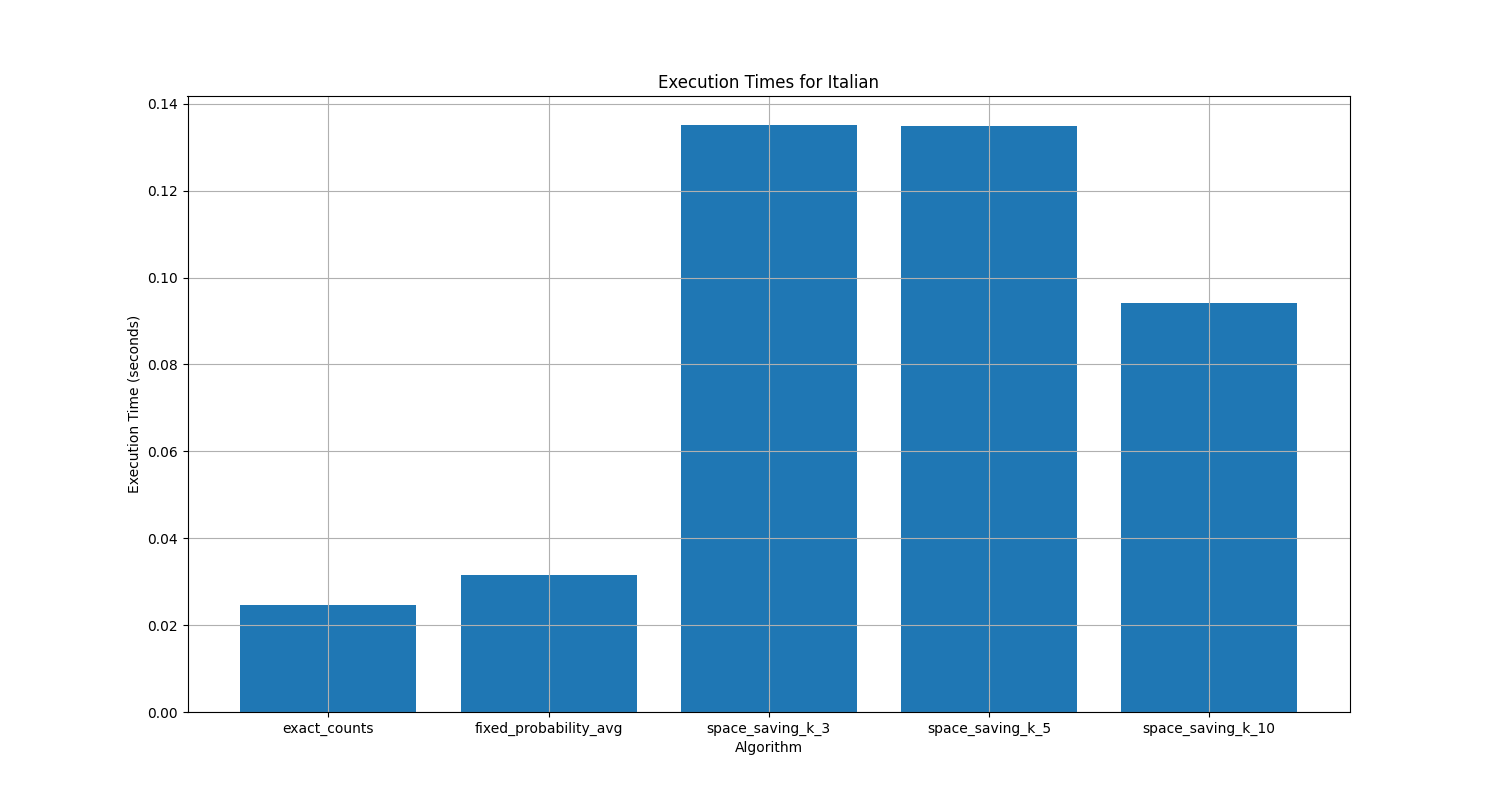 Execution Times for Italian
Execution Time (seconds)
0.14
0.12
0.10
0.08
0.06
0.04
0.02
0.00
exact_counts
fixed_probability_avg
space_saving_k_3
space_saving_k_5
space_saving_k_10
Algorithm